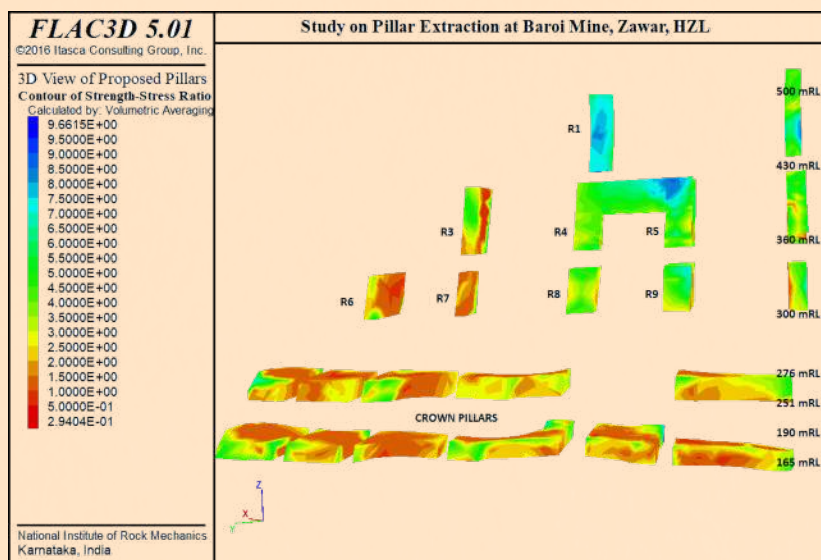 FLAC3D 5.01
©2016 Itasca Consulting Group, Inc.
Study on Pillar Extraction at Baroi Mine, Zawar, HZL
3D View of Proposed Pillars
Contour of Strength-Stress Ratio
Calculated by: Volumetric Averaging
9.6615E+00
9.5000E+00
9.0000E+00
8.5000E+00
8.0000E+00
7.5000E+00
7.0000E+00
6.5000E+00
6.0000E+00
5.5000E+00
5.0000E+00
4.5000E+00
4.0000E+00
3.5000E+00
3.0000E+00
2.5000E+00
2.0000E+00
1.5000E+00
1.0000E+00
5.0000E-01
2.9404E-01
National Institute of Rock Mechanics
Karnataka, India
500 mRL
R1
430 mRL
R3
R4
R5
360 mRL
R6
R7
R8
R9
300 mRL
276 mRL
251 mRL
CROWN PILLARS
190 mRL
165 mRL
Z
X
Y